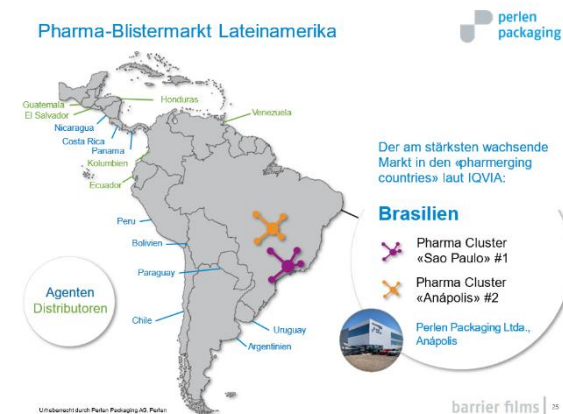 Pharma-Blistermarkt Lateinamerika
perlen
packaging
Honduras
Guatemala
El Salvador
Venezuela
Nicaragua
Costa Rica
Panama
Kolumbien
Ecuador
Der am stärksten wachsende
Markt in den «pharmerging
countries» laut IQVIA:
Brasilien
Peru
Bolivien
Pharma Cluster
«Sao Paulo» #1
Paraguay
Pharma Cluster
«Anápolis» #2
Agenten
Distributoren
Chile
Uruguay
Argentinien
Perlen Packaging Ltda.,
Anápolis
Urheberrecht durch Perlen Packaging AG, Perlen
barrier films | 25